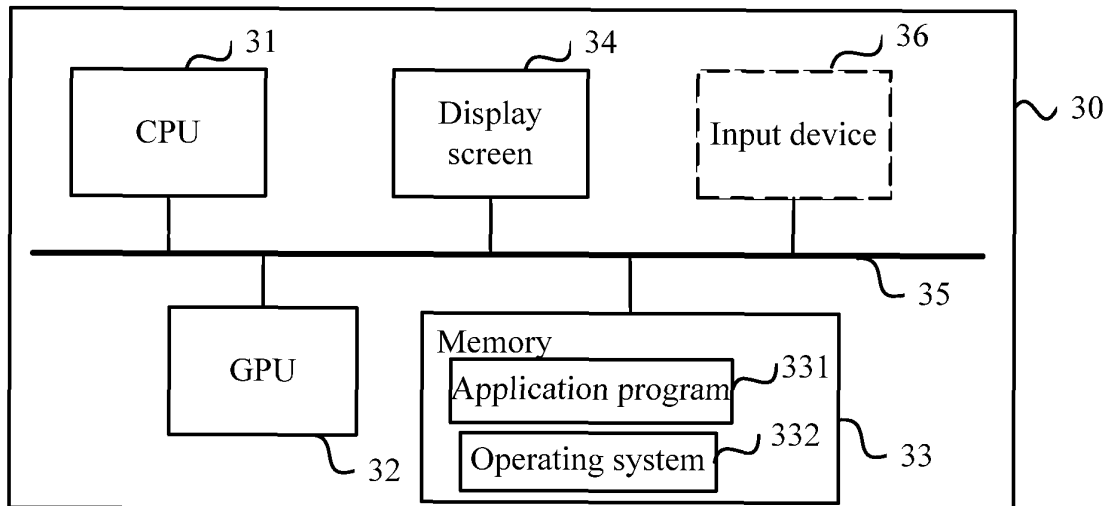 31
34
36
30
CPU
Display
screen
Input device
35
GPU
32
Memory
Application program
331
Operating system
332
33